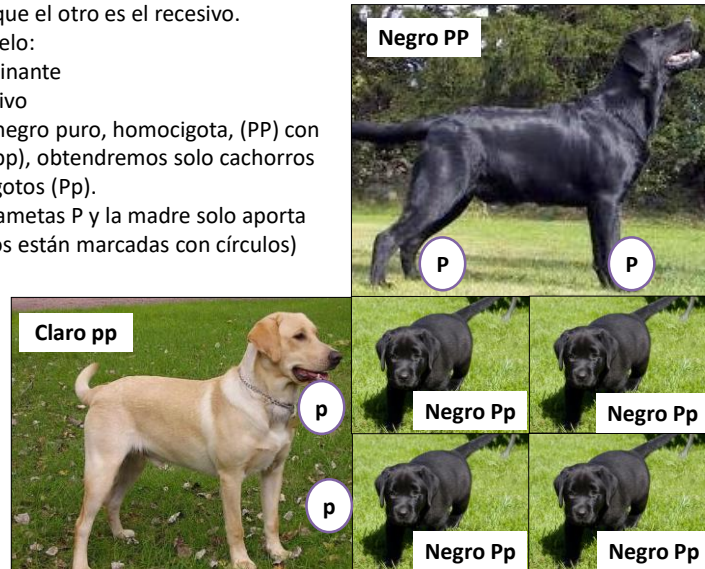 que el otro es el recesivo.
elo:
inante
ivo
negro puro, homocigota, (PP) con
pp), obtendremos solo cachorros
gotos (Pp).
ametas P y la madre solo aporta
os están marcadas con círculos)
Negro PP
P P
Claro pp
p
p
Negro Pp Negro Pp
Negro Pp Negro Pp